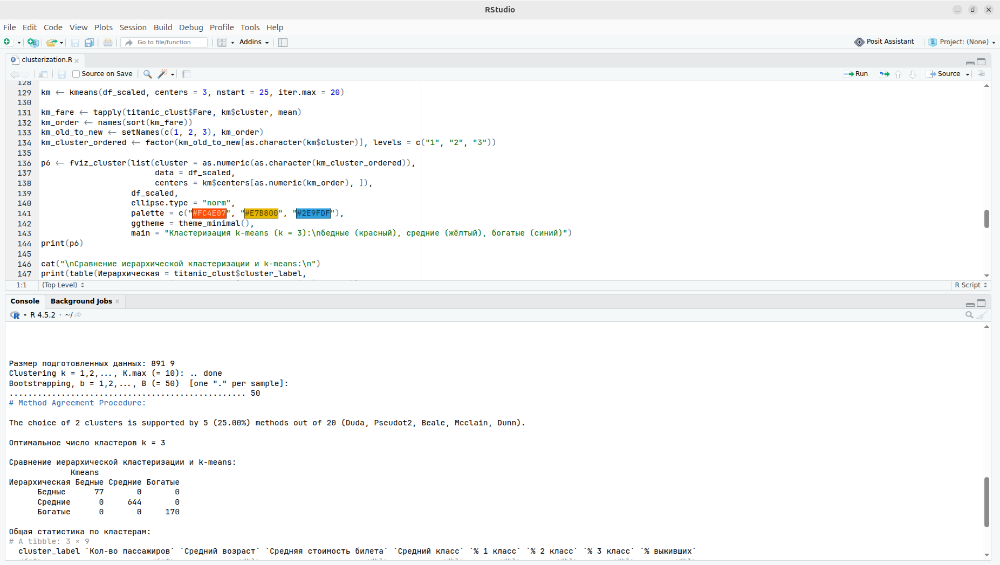 RStudio
File Edit Code View Plots Session Build Debug Profile Tools Help
Go to file/function Addins Posit Assistant Project: (None)
clusterization.R
Source on Save Run Source
128
129 km <- kmeans(df_scaled, centers = 3, nstart = 25, iter.max = 20)
130
131 km_fare <- tapply(titanic_clust$Fare, km$cluster, mean)
132 km_order <- names(sort(km_fare))
133 km_old_to_new <- setNames(c(1, 2, 3), km_order)
134 km_cluster_ordered <- factor(km_old_to_new[as.character(km$cluster)], levels = c("1", "2", "3"))
135
136 p6 <- fviz_cluster(list(cluster = as.numeric(as.character(km_cluster_ordered)),
137 data = df_scaled,
138 centers = km$centers[as.numeric(km_order), ]),
139 df_scaled,
140 ellipse.type = "norm",
141 palette = c("#FC4E07", "#E7B800", "#2E9FDF"),
142 ggtheme = theme_minimal(),
143 main = "Кластеризация k-means (k = 3):\nбедные (красный), средние (жёлтый), богатые (синий)")
144 print(p6)
145
146 cat("\nСравнение иерархической кластеризации и k-means:\n")
147 print(table(Иерархическая = titanic_clust$cluster_label,
1:1 (Top Level) R Script
Console Background Jobs
R 4.5.2 · ~/
Размер подготовленных данных: 891 9
Clustering k = 1,2,..., K.max (= 10): .. done
Bootstrapping, b = 1,2,..., B (= 50)  [one "." per sample]:
.................................................. 50
# Method Agreement Procedure:
The choice of 2 clusters is supported by 5 (25.00%) methods out of 20 (Duda, Pseudot2, Beale, Mcclain, Dunn).
Оптимальное число кластеров k = 3
Сравнение иерархической кластеризации и k-means:
Kmeans
Иерархическая Бедные Средние Богатые
Бедные 77 0 0
Средние 0 644 0
Богатые 0 0 170
Общая статистика по кластерам:
# A tibble: 3 × 9
cluster_label `Кол-во пассажиров` `Средний возраст` `Средняя стоимость билета` `Средний класс` `% 1 класс` `% 2 класс` `% 3 класс` `% выживших`